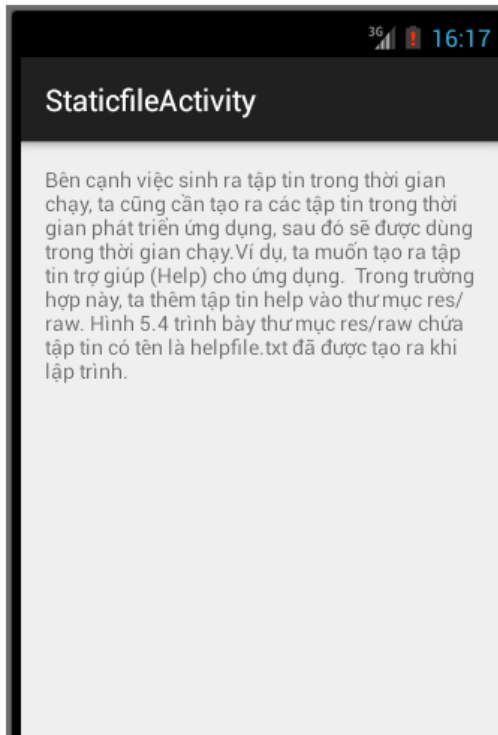 3G 16:17
StaticfileActivity
Bên cạnh việc sinh ra tập tin trong thời gian
chạy, ta cũng cần tạo ra các tập tin trong thời
gian phát triển ứng dụng, sau đó sẽ được dùng
trong thời gian chạy.Ví dụ, ta muốn tạo ra tập
tin trợ giúp (Help) cho ứng dụng.  Trong trường
hợp này, ta thêm tập tin help vào thư mục res/
raw. Hình 5.4 trình bày thư mục res/raw chứa
tập tin có tên là helpfile.txt đã được tạo ra khi
lập trình.